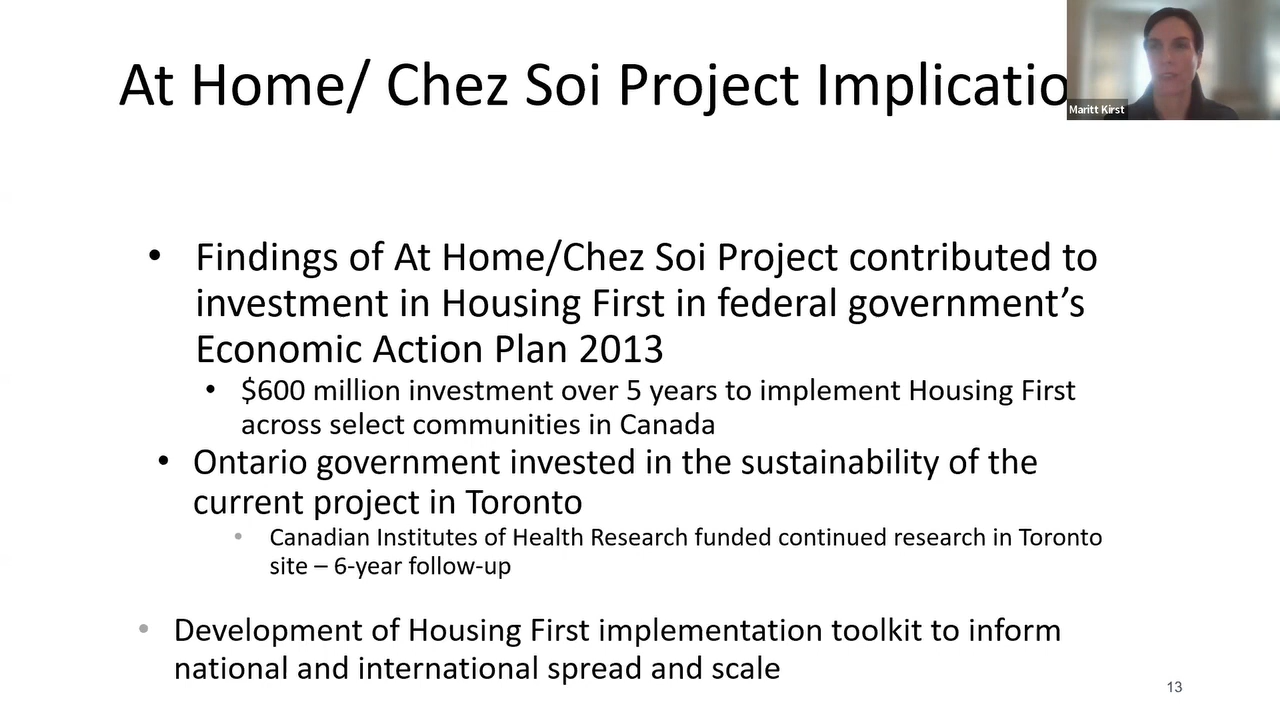 At Home/ Chez Soi Project Implicatio
Maritt Kirst
• Findings of At Home/Chez Soi Project contributed to
investment in Housing First in federal government’s
Economic Action Plan 2013
• $600 million investment over 5 years to implement Housing First
across select communities in Canada
• Ontario government invested in the sustainability of the
current project in Toronto
• Canadian Institutes of Health Research funded continued research in Toronto
site – 6-year follow-up
• Development of Housing First implementation toolkit to inform
national and international spread and scale
13